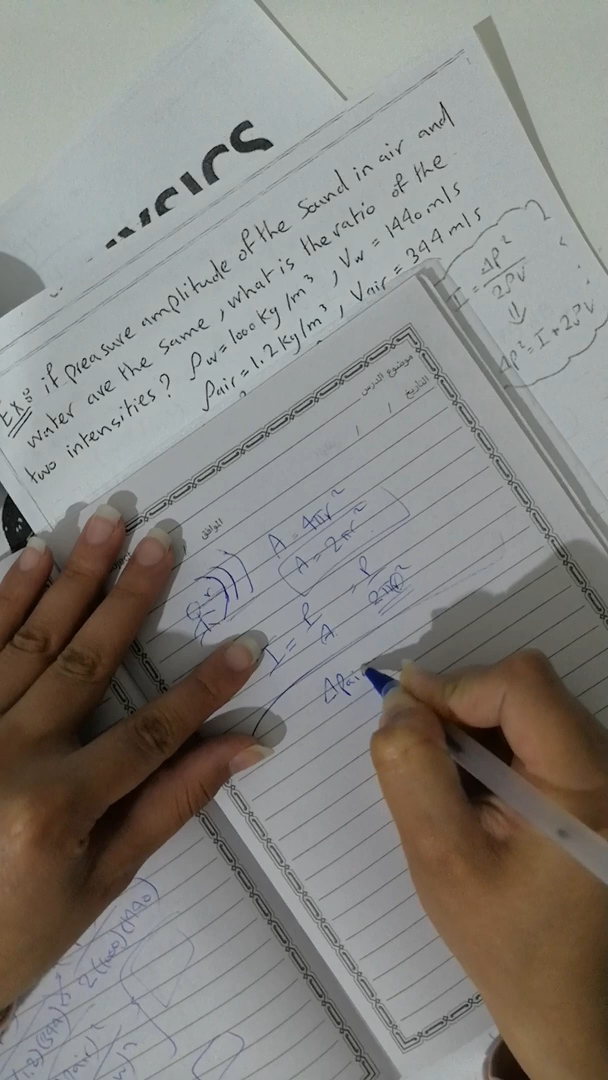 YSICS
Ex: if preasure amplitude of the Sound in air and
water are the same, what is the ratio of the
two intensities? ρw = 1000 Kg/m³, Vw = 1440 m/s
ρair = 1.2 kg/m³, Vair = 344 m/s
I = ΔP² / 2ρV
⇓
ΔP² = I * 2ρV
موضوع الدرس
التاريخ / /
الموافق
A = 4πr²
A = 2πr²
I = P/A = P/2πr²
ΔPair